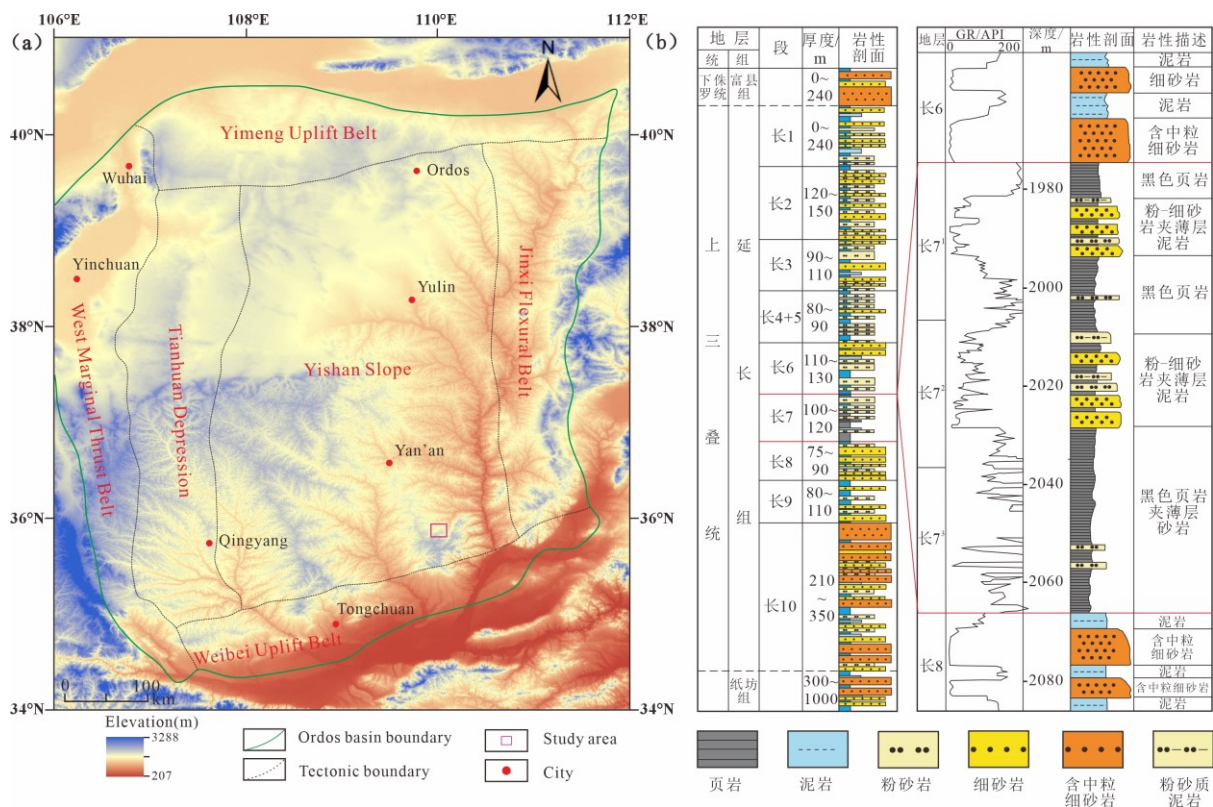 106°E
108°E
110°E
112°E
(a)
N
40°N
40°N
38°N
38°N
36°N
36°N
34°N
34°N
Yimeng Uplift Belt
Wuhai
Ordos
Yinchuan
Yulin
Jinxi Flexural Belt
West Marginal Thrust Belt
Tianhuan Depression
Yishan Slope
Yan'an
Qingyang
Tongchuan
Weibei Uplift Belt
0 100
km
Elevation(m)
3288
207
Ordos basin boundary
Tectonic boundary
Study area
City
(b)
地 层
统 组
段
厚度/
m
岩性
剖面
下侏
罗统
富县
组
0~
240
上
三
叠
统
延
长
组
长1
0~
240
长2
120~
150
长3
90~
110
长4+5
80~
90
长6
110~
130
长7
100~
120
长8
75~
90
长9
80~
110
长10
210
~
350
纸坊
组
300~
1000
地层
GR/API
0 200
深度/
m
岩性剖面
岩性描述
长6
长7¹
长7²
长7³
长8
1980
2000
2020
2040
2060
2080
泥岩
细砂岩
泥岩
含中粒
细砂岩
黑色页岩
粉-细砂
岩夹薄层
泥岩
黑色页岩
粉-细砂
岩夹薄层
泥岩
黑色页岩
夹薄层
砂岩
泥岩
含中粒
细砂岩
泥岩
含中粒细砂岩
泥岩
页岩
泥岩
粉砂岩
细砂岩
含中粒
细砂岩
粉砂质
泥岩